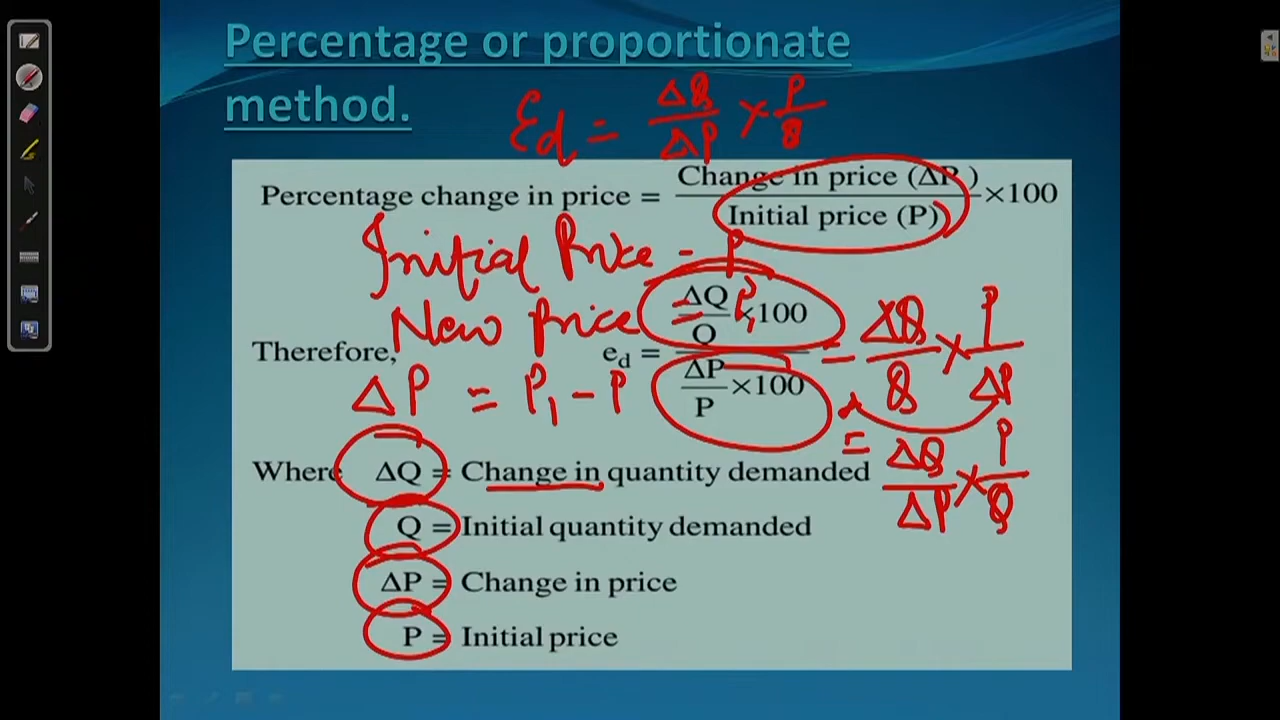 Percentage or proportionate
method.
Ed = ΔQ/ΔP × P/Q
Percentage change in price = Change in price (ΔP)/Initial price (P) ×100
Initial Price - P
New Price = P₁
Therefore, e_d = (ΔQ/Q ×100)/(ΔP/P ×100) = ΔQ/Q × P/ΔP
ΔP = P₁ - P
= ΔQ/ΔP × P/Q
Where ΔQ = Change in quantity demanded
Q = Initial quantity demanded
ΔP = Change in price
P = Initial price